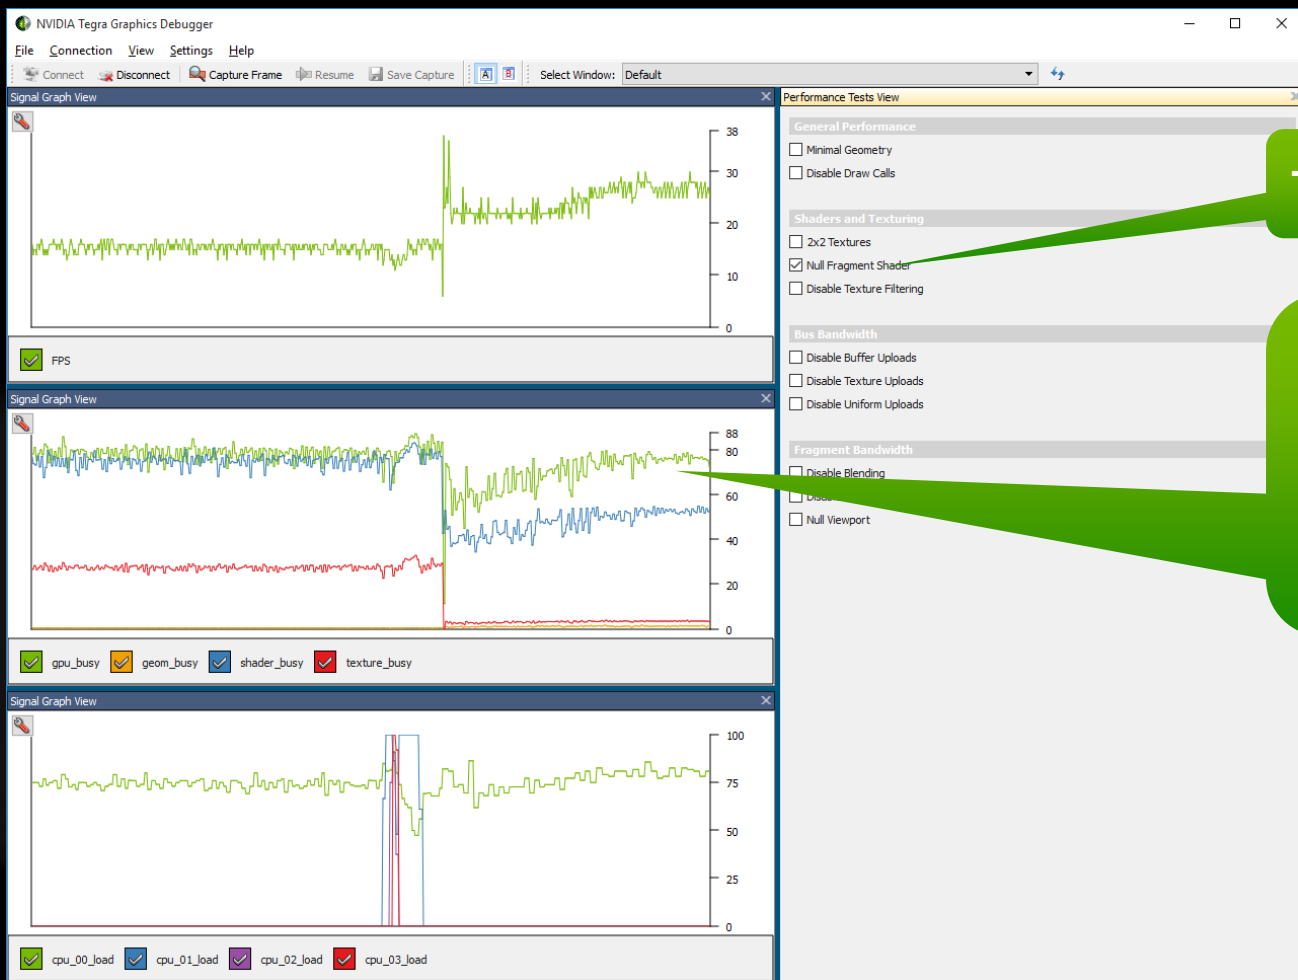 NVIDIA Tegra Graphics Debugger
File Connection View Settings Help
Connect Disconnect Capture Frame Resume Save Capture A B Select Window: Default
Signal Graph View
38
30
20
10
0
FPS
Signal Graph View
88
80
60
40
20
0
gpu_busy geom_busy shader_busy texture_busy
Signal Graph View
100
75
50
25
0
cpu_00_load cpu_01_load cpu_02_load cpu_03_load
Performance Tests View
General Performance
Minimal Geometry
Disable Draw Calls
Shaders and Texturing
2x2 Textures
Null Fragment Shader
Disable Texture Filtering
Bus Bandwidth
Disable Buffer Uploads
Disable Texture Uploads
Disable Uniform Uploads
Fragment Bandwidth
Disable Blending
Null Viewport